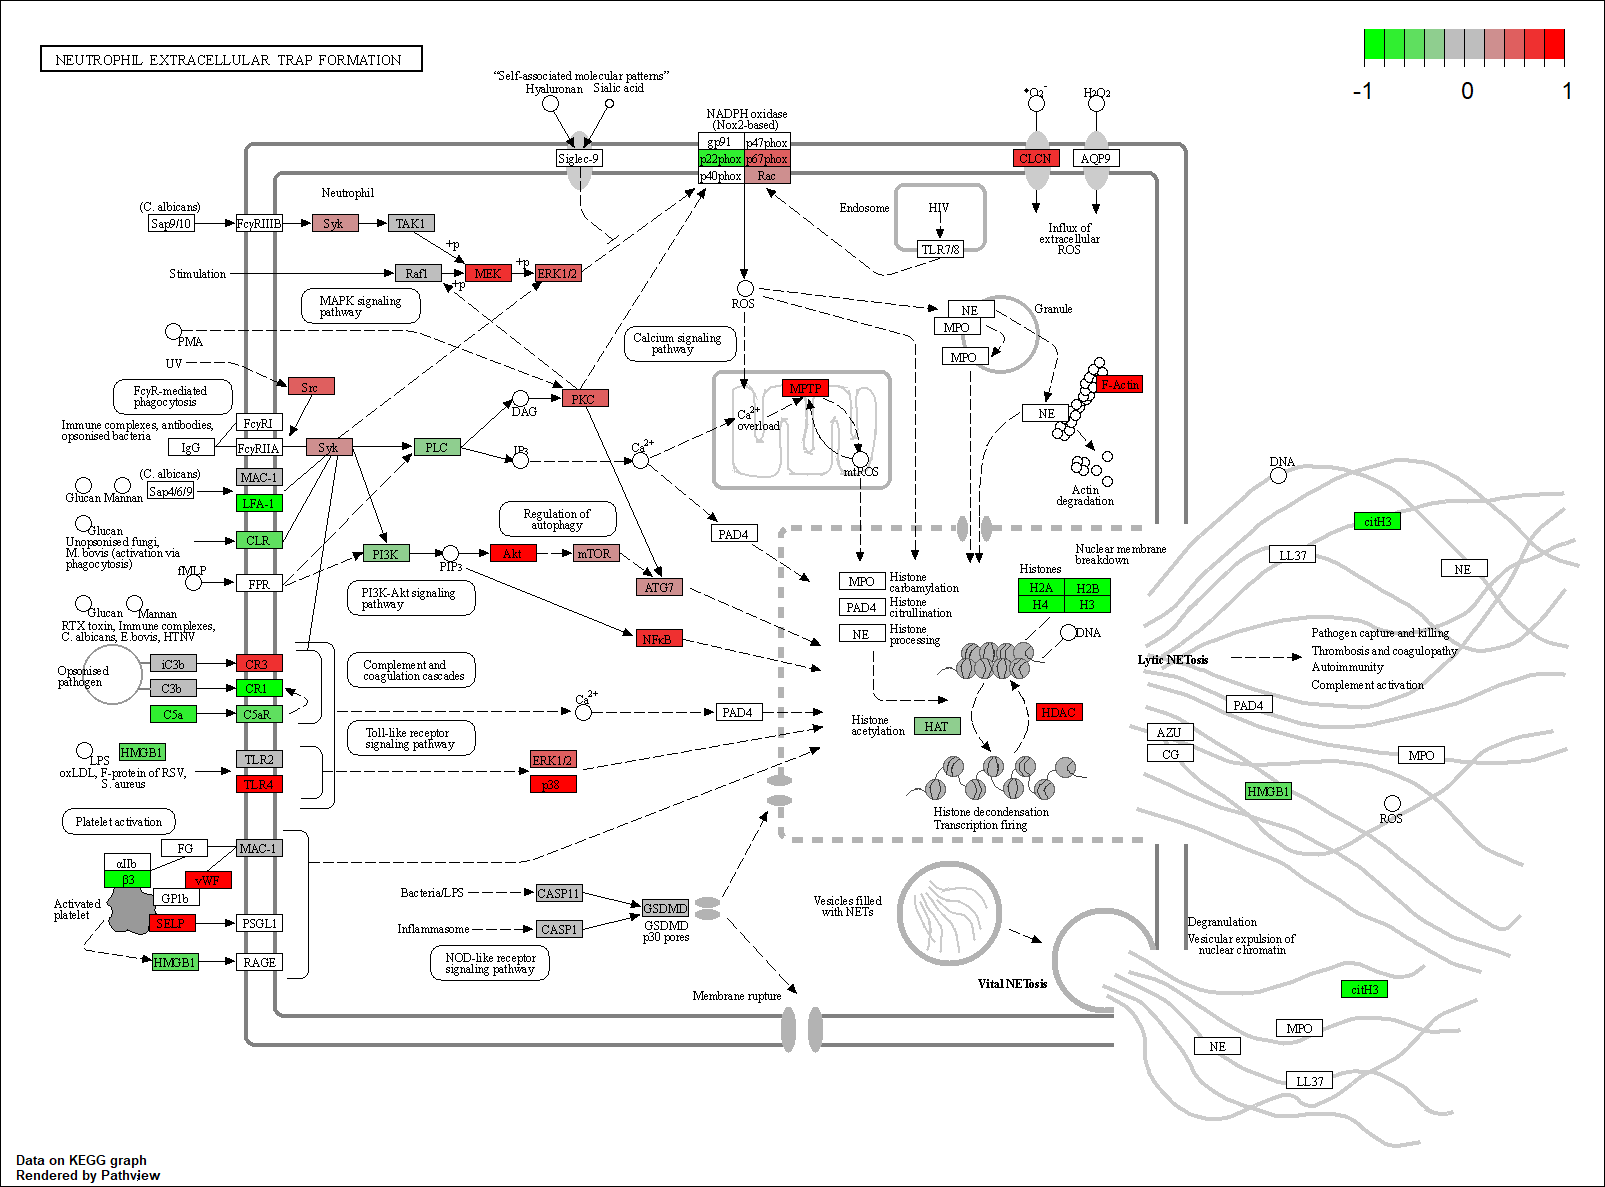 NEUTROPHIL EXTRACELLULAR TRAP FORMATION
-1 0 1
"Self-associated molecular patterns"
Hyaluronan
Sialic acid
Siglec-9
NADPH oxidase
(Nox2-based)
gp91 p47phox
p22phox p67phox
p40phox Rac
•O2-
H2O2
CLCN
AQP9
Influx of
extracellular
ROS
Neutrophil
(C. albicans)
Sap9/10
FcγRIIIB
Syk
TAK1
+p
Stimulation
Raf1
MEK
+p
ERK1/2
+p
MAPK signaling
pathway
Endosome
HIV
TLR7/8
ROS
Calcium signaling
pathway
NE
MPO
MPO
Granule
NE
F-Actin
Actin
degradation
PMA
UV
Src
FcγR-mediated
phagocytosis
Immune complexes, antibodies,
opsonised bacteria
FcγRI
IgG
FcγRIIA
Syk
PLC
DAG
IP3
PKC
Ca2+
Ca2+
overload
MPTP
mtROS
MAC-1
(C. albicans)
Glucan Mannan
Sap4/6/9
LFA-1
Glucan
Unopsonised fungi,
M. bovis (activation via
phagocytosis)
CLR
fMLP
FPR
PI3K
PIP3
Akt
mTOR
Regulation of
autophagy
ATG7
PAD4
PI3K-Akt signaling
pathway
NFκB
Glucan Mannan
RTX toxin, Immune complexes,
C. albicans, E.bovis, HTNV
Opsonised
pathogen
iC3b
CR3
C3b
CR1
C5a
C5aR
Complement and
coagulation cascades
Ca2+
PAD4
Toll-like receptor
signaling pathway
LPS
HMGB1
oxLDL, F-protein of RSV,
S. aureus
TLR2
TLR4
ERK1/2
p38
Platelet activation
FG
MAC-1
αIIb
β3
vWF
GP1b
Activated
platelet
SELP
PSGL1
HMGB1
RAGE
Bacteria/LPS
CASP11
Inflammasome
CASP1
GSDMD
GSDMD
p30 pores
NOD-like receptor
signaling pathway
Membrane rupture
Nuclear membrane
breakdown
MPO
Histone
carbamylation
PAD4
Histone
citrullination
NE
Histone
processing
Histones
H2A H2B
H4 H3
DNA
Histone
acetylation
HAT
HDAC
Histone decondensation
Transcription firing
Vesicles filled
with NETs
Vital NETosis
Degranulation
Vesicular expulsion of
nuclear chromatin
DNA
citH3
LL37
NE
Lytic NETosis
Pathogen capture and killing
Thrombosis and coagulopathy
Autoimmunity
Complement activation
PAD4
AZU
CG
MPO
HMGB1
ROS
citH3
MPO
NE
LL37
Data on KEGG graph
Rendered by Pathview